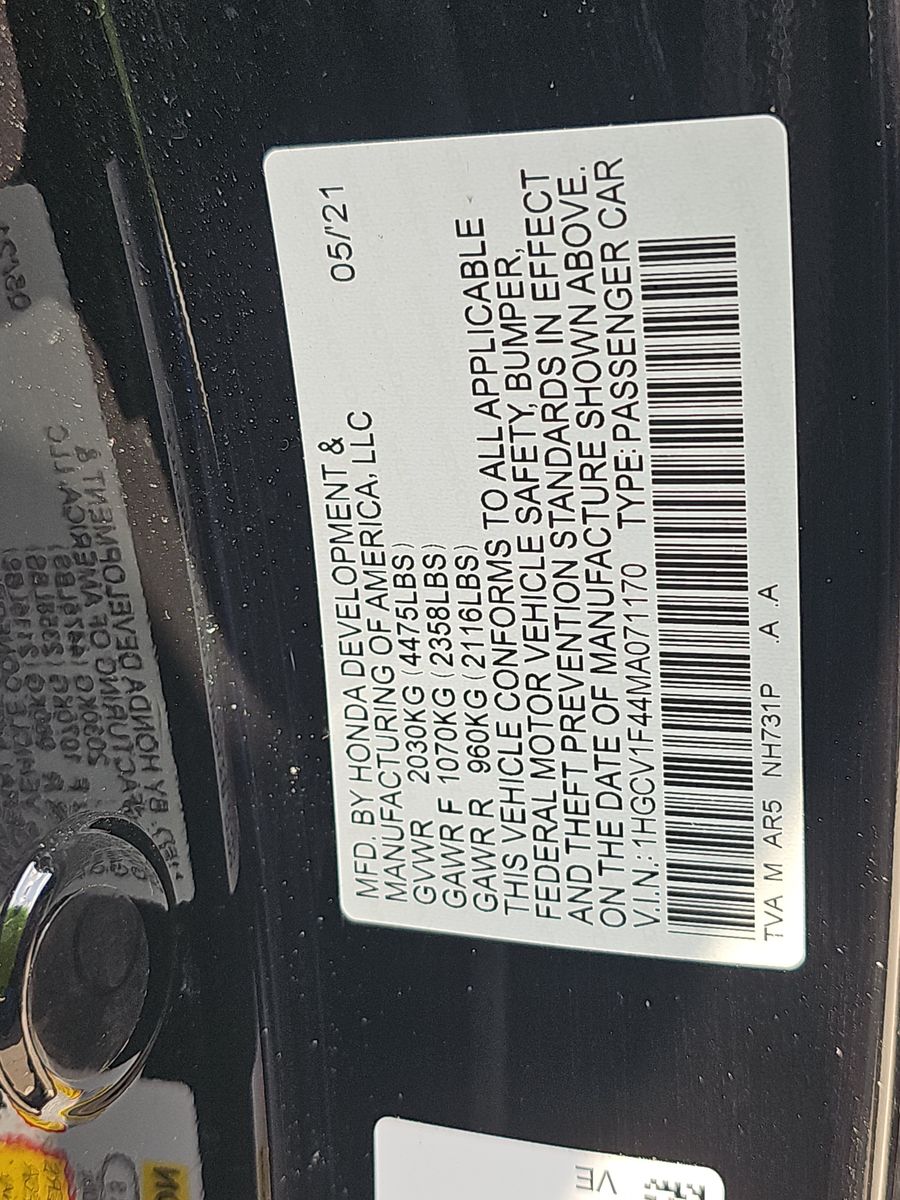 MFD. BY HONDA DEVELOPMENT & 05/'21
MANUFACTURING OF AMERICA, LLC
GVWR 2030KG (4475LBS)
GAWR F 1070KG (2358LBS)
GAWR R 960KG (2116LBS)
THIS VEHICLE CONFORMS TO ALL APPLICABLE
FEDERAL MOTOR VEHICLE SAFETY, BUMPER,
AND THEFT PREVENTION STANDARDS IN EFFECT
ON THE DATE OF MANUFACTURE SHOWN ABOVE.
V.I.N.: 1HGCV1F44MA071170 TYPE: PASSENGER CAR
TVA M AR5 NH731P .A .A
VE